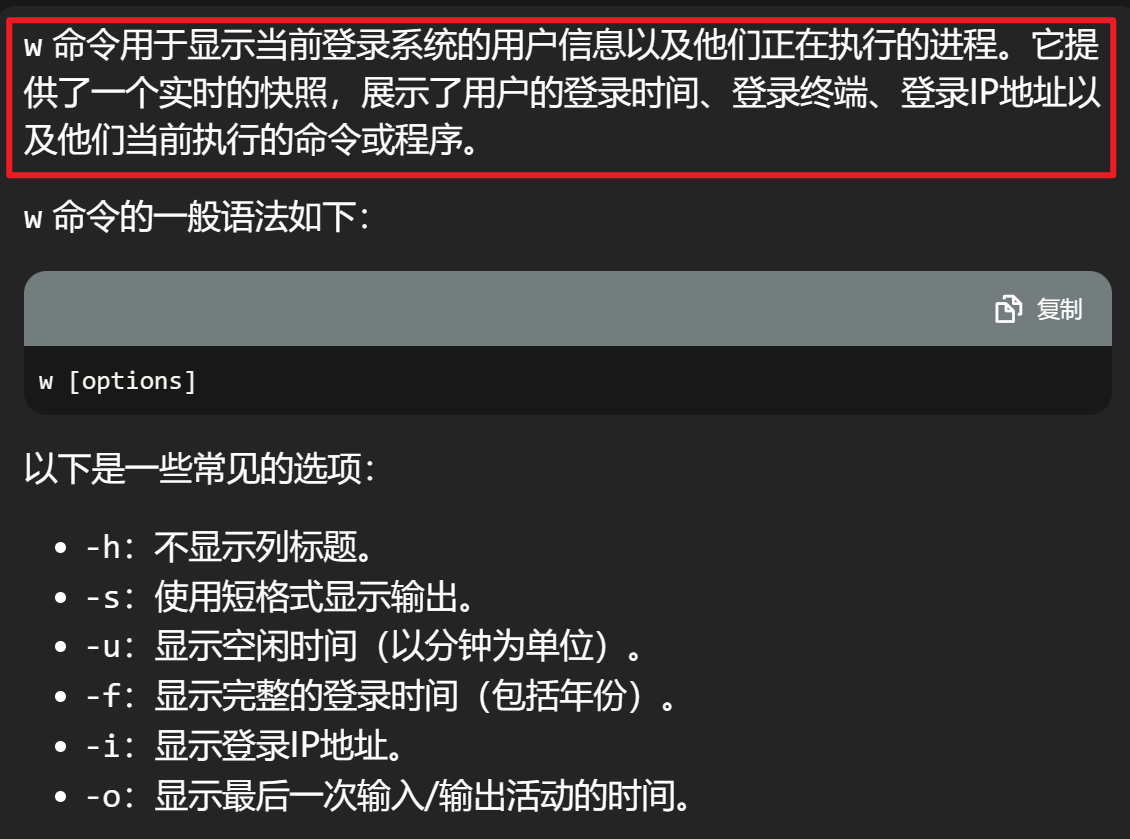 w 命令用于显示当前登录系统的用户信息以及他们正在执行的进程。它提
供了一个实时的快照，展示了用户的登录时间、登录终端、登录IP地址以
及他们当前执行的命令或程序。
w 命令的一般语法如下：
复制
w [options]
以下是一些常见的选项：
• -h：不显示列标题。
• -s：使用短格式显示输出。
• -u：显示空闲时间（以分钟为单位）。
• -f：显示完整的登录时间（包括年份）。
• -i：显示登录IP地址。
• -o：显示最后一次输入/输出活动的时间。